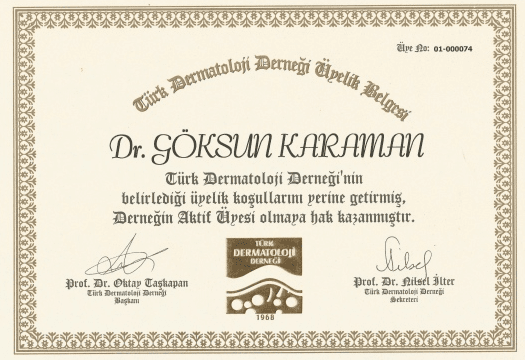 Üye No: 01-000074
Türk Dermatoloji Derneği Üyelik Belgesi
Dr. GÖKSUN KARAMAN
Türk Dermatoloji Derneği'nin
belirlediği üyelik koşullarını yerine getirmiş,
Derneğin Aktif Üyesi olmaya hak kazanmıştır.
Prof. Dr. Oktay Taşkapan
Türk Dermatoloji Derneği
Başkanı
TÜRK
DERMATOLOJİ
DERNEĞİ
1968
Prof. Dr. Nilsel İlter
Türk Dermatoloji Derneği
Sekreteri